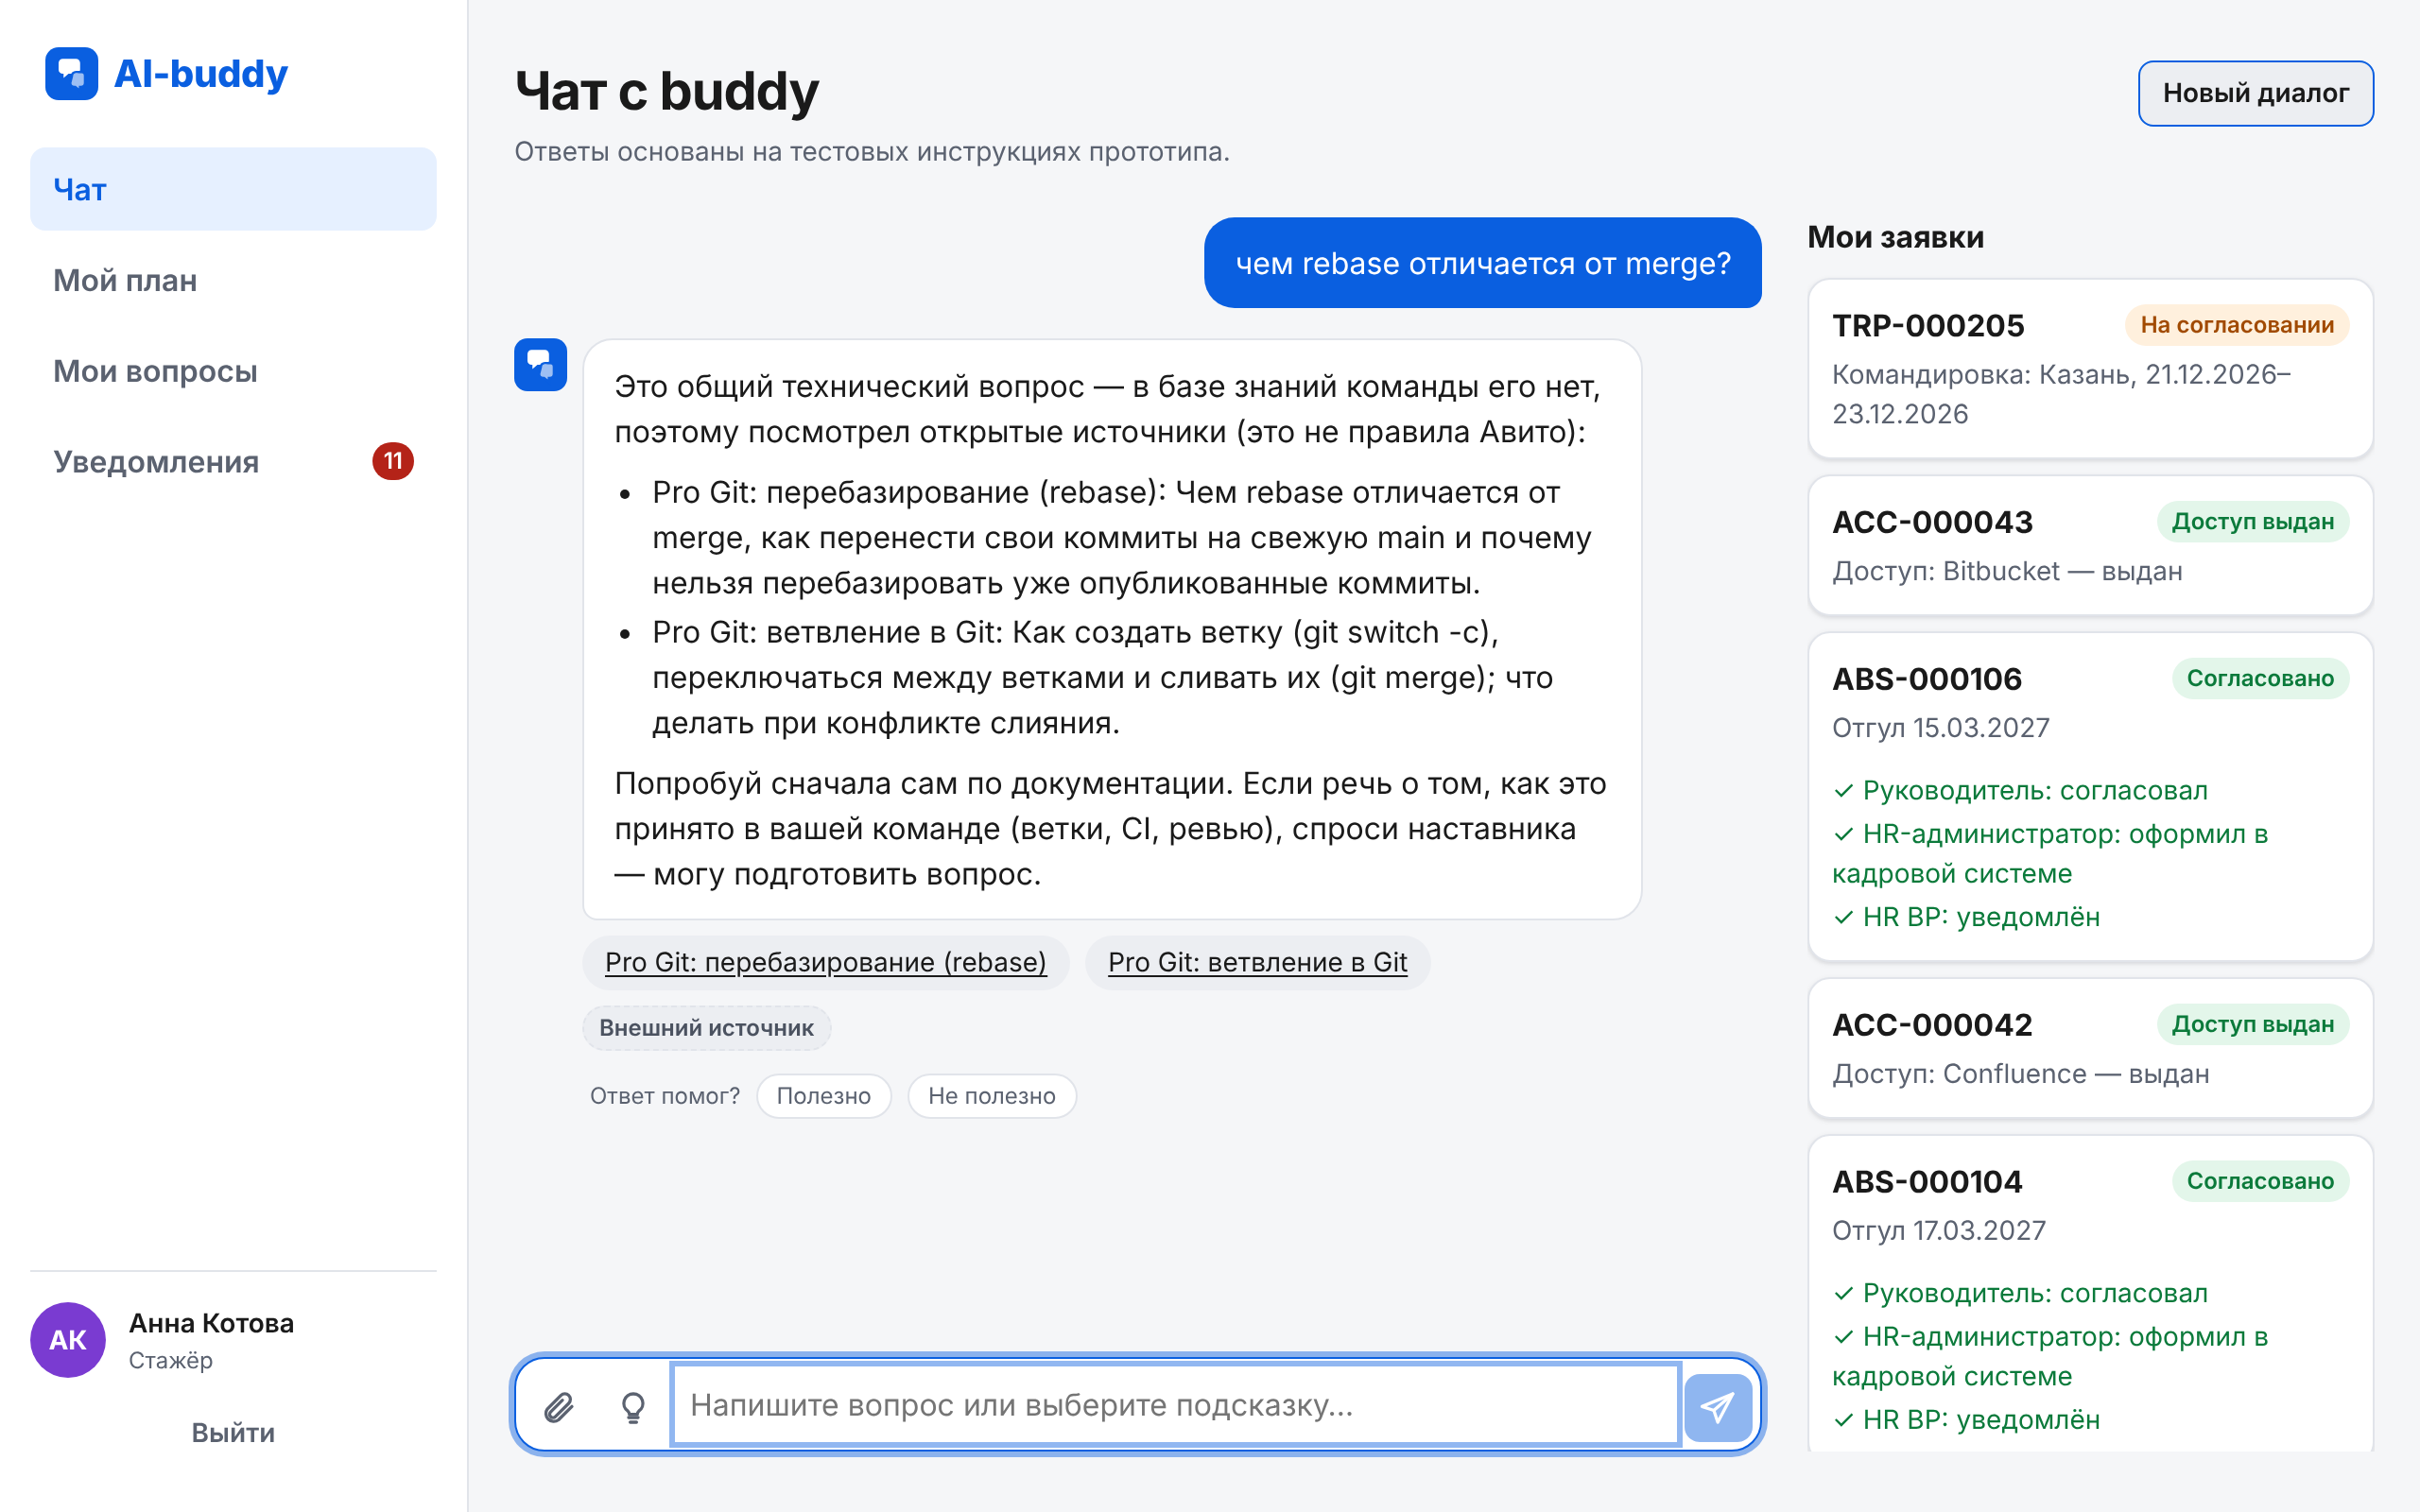 AI-buddy
Чат
Мой план
Мои вопросы
Уведомления
11
АК
Анна Котова
Стажёр
Выйти
Чат с buddy
Ответы основаны на тестовых инструкциях прототипа.
Новый диалог
чем rebase отличается от merge?
Это общий технический вопрос — в базе знаний команды его нет,
поэтому посмотрел открытые источники (это не правила Авито):
• Pro Git: перебазирование (rebase): Чем rebase отличается от
merge, как перенести свои коммиты на свежую main и почему
нельзя перебазировать уже опубликованные коммиты.
• Pro Git: ветвление в Git: Как создать ветку (git switch -c),
переключаться между ветками и сливать их (git merge); что
делать при конфликте слияния.
Попробуй сначала сам по документации. Если речь о том, как это
принято в вашей команде (ветки, CI, ревью), спроси наставника
— могу подготовить вопрос.
Pro Git: перебазирование (rebase)
Pro Git: ветвление в Git
Внешний источник
Ответ помог?
Полезно
Не полезно
Напишите вопрос или выберите подсказку...
Мои заявки
TRP-000205
На согласовании
Командировка: Казань, 21.12.2026–
23.12.2026
ACC-000043
Доступ выдан
Доступ: Bitbucket — выдан
ABS-000106
Согласовано
Отгул 15.03.2027
✓ Руководитель: согласовал
✓ HR-администратор: оформил в
кадровой системе
✓ HR BP: уведомлён
ACC-000042
Доступ выдан
Доступ: Confluence — выдан
ABS-000104
Согласовано
Отгул 17.03.2027
✓ Руководитель: согласовал
✓ HR-администратор: оформил в
кадровой системе
✓ HR BP: уведомлён